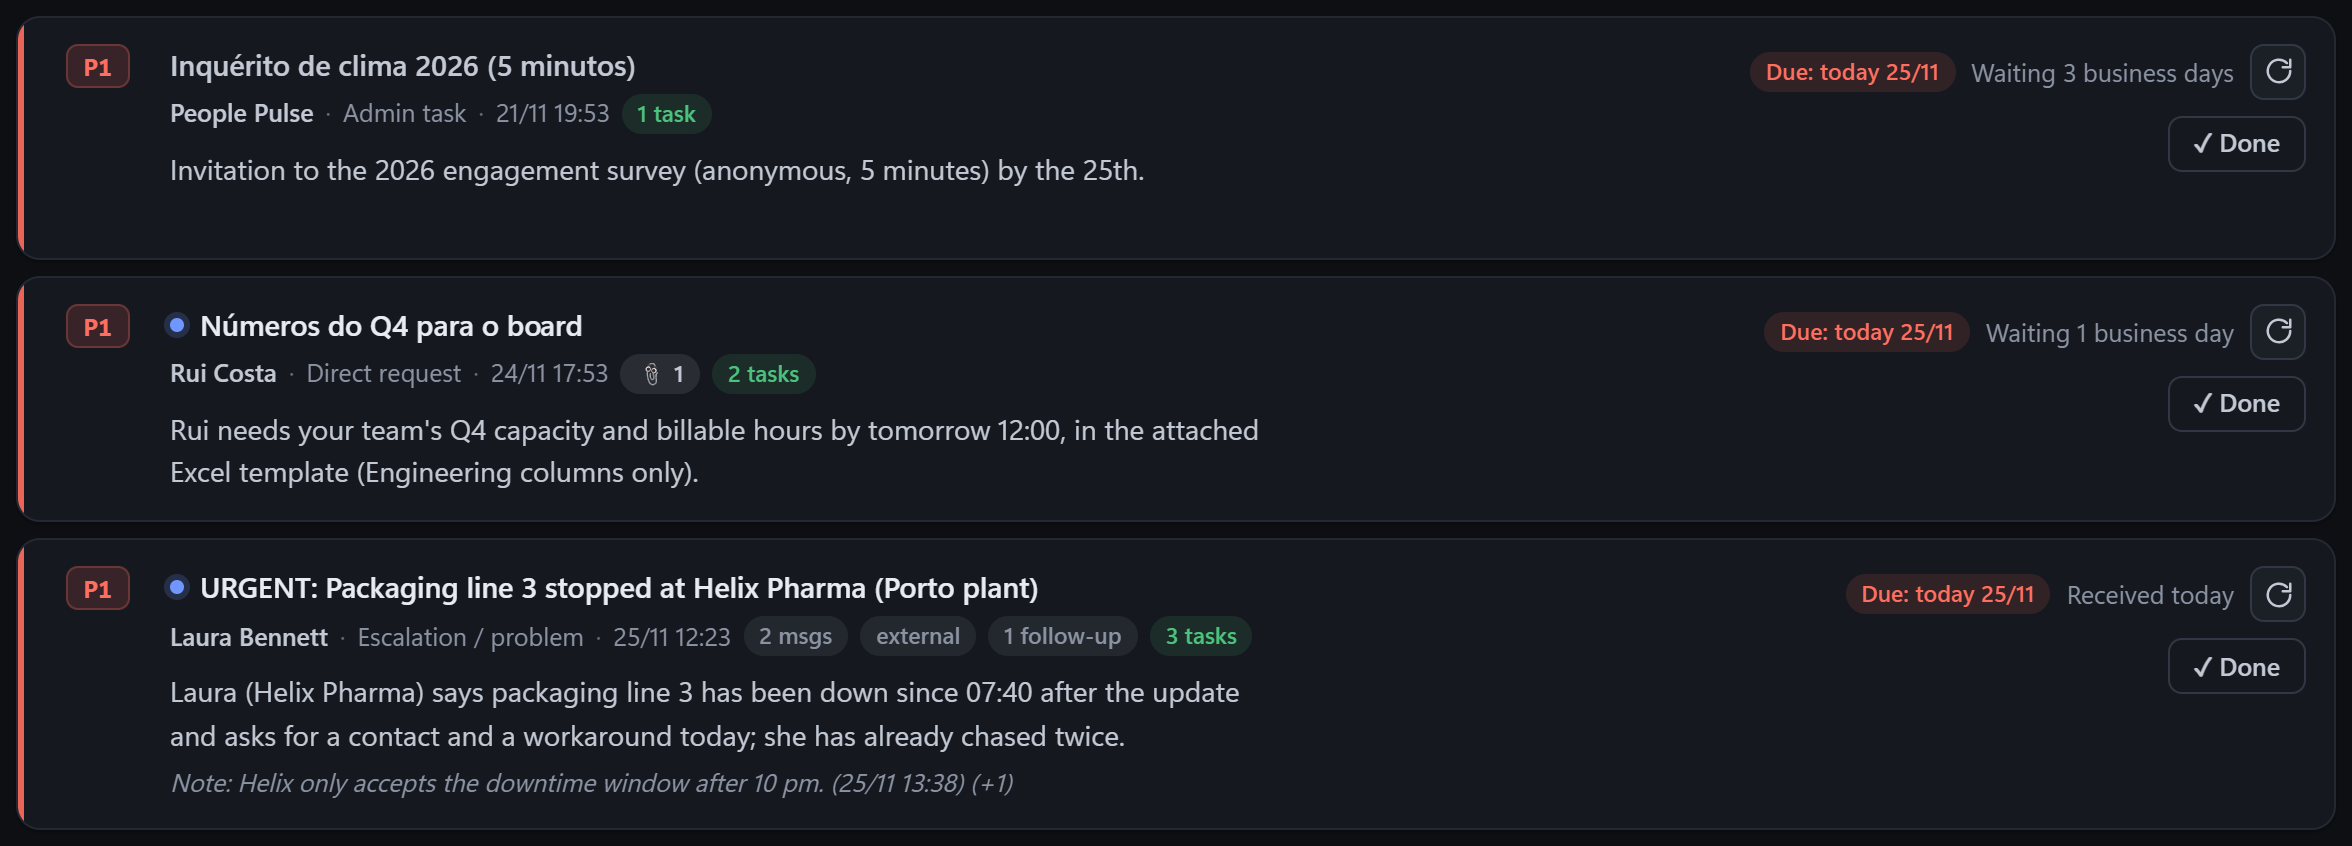 P1 Inquérito de clima 2026 (5 minutos) Due: today 25/11 Waiting 3 business days
People Pulse · Admin task · 21/11 19:53 1 task
✓ Done
Invitation to the 2026 engagement survey (anonymous, 5 minutes) by the 25th.
P1 Números do Q4 para o board Due: today 25/11 Waiting 1 business day
Rui Costa · Direct request · 24/11 17:53 1 2 tasks
✓ Done
Rui needs your team's Q4 capacity and billable hours by tomorrow 12:00, in the attached
Excel template (Engineering columns only).
P1 URGENT: Packaging line 3 stopped at Helix Pharma (Porto plant) Due: today 25/11 Received today
Laura Bennett · Escalation / problem · 25/11 12:23 2 msgs external 1 follow-up 3 tasks
✓ Done
Laura (Helix Pharma) says packaging line 3 has been down since 07:40 after the update
and asks for a contact and a workaround today; she has already chased twice.
Note: Helix only accepts the downtime window after 10 pm. (25/11 13:38) (+1)